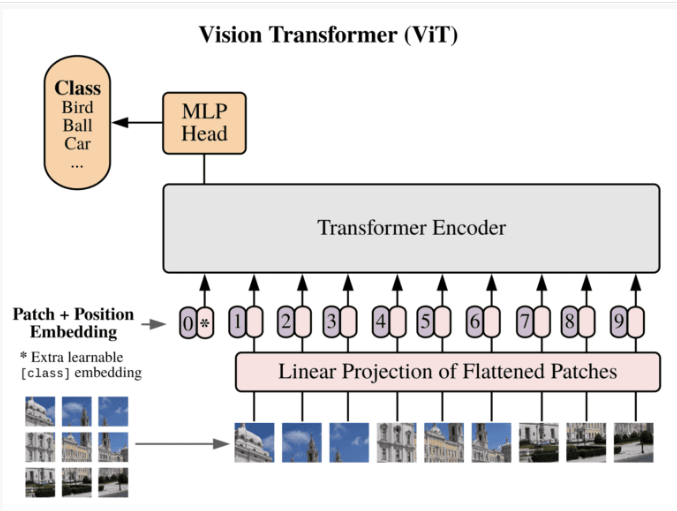 Vision Transformer (ViT)
Class
Bird
Ball
Car
...
MLP
Head
Transformer Encoder
Patch + Position
Embedding
0 * 1 2 3 4 5 6 7 8 9
* Extra learnable
[class] embedding
Linear Projection of Flattened Patches